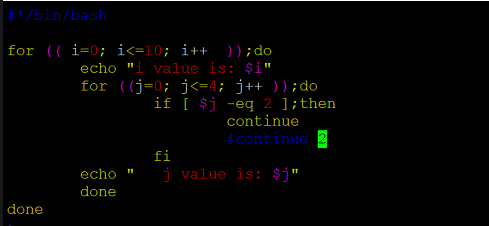 #!/bin/bash
for (( i=0; i<=10; i++  ));do
        echo "i value is: $i"
        for ((j=0; j<=4; j++ ));do
                if [ $j -eq 2 ];then
                        continue
                        #continue 2
                fi
        echo "   j value is: $j"
        done
done